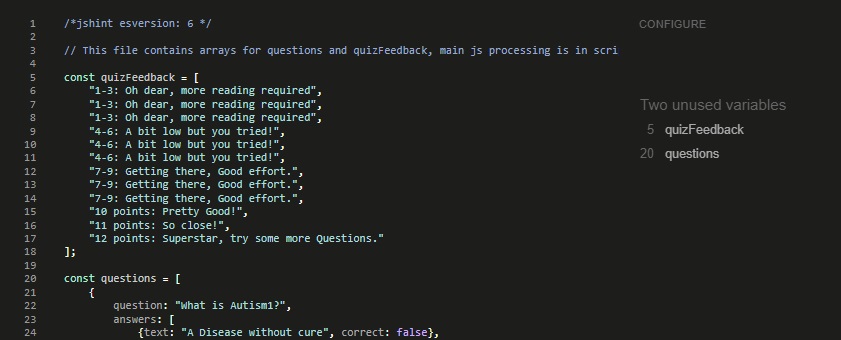 1 /*jshint esversion: 6 */
2
3 // This file contains arrays for questions and quizFeedback, main js processing is in scri
4
5 const quizFeedback = [
6 "1-3: Oh dear, more reading required",
7 "1-3: Oh dear, more reading required",
8 "1-3: Oh dear, more reading required",
9 "4-6: A bit low but you tried!",
10 "4-6: A bit low but you tried!",
11 "4-6: A bit low but you tried!",
12 "7-9: Getting there, Good effort.",
13 "7-9: Getting there, Good effort.",
14 "7-9: Getting there, Good effort.",
15 "10 points: Pretty Good!",
16 "11 points: So close!",
17 "12 points: Superstar, try some more Questions."
18 ];
19
20 const questions = [
21 {
22 question: "What is Autism1?",
23 answers: [
24 {text: "A Disease without cure", correct: false},
CONFIGURE
Two unused variables
5 quizFeedback
20 questions